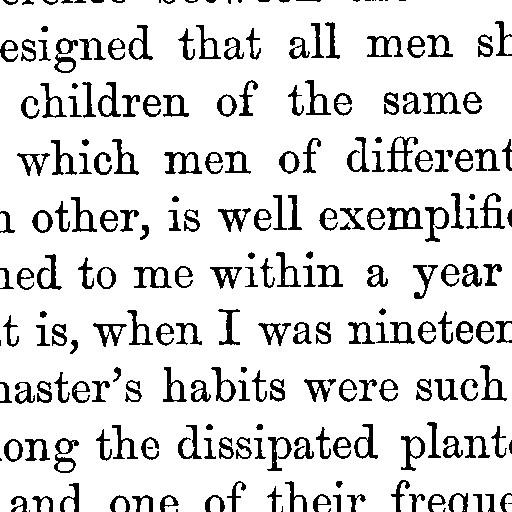 esigned that all men sh
children of the same
which men of different
n other, is well exemplifie
ned to me within a year
t is, when I was nineteen
naster's habits were such
ong the dissipated plante
and one of their freque